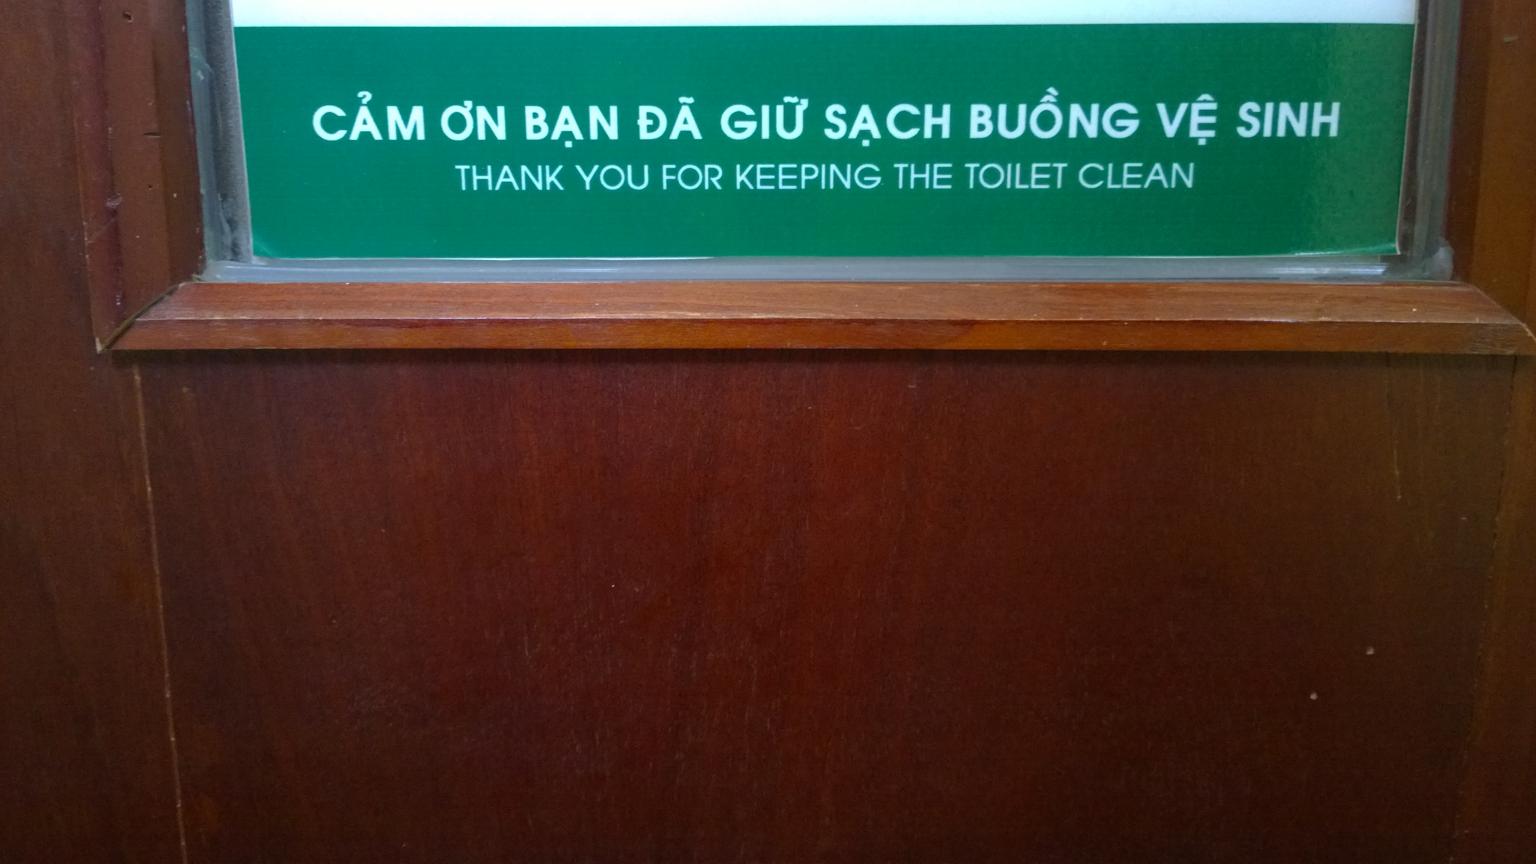 CẢM ƠN BẠN ĐÃ GIỮ SẠCH BUỒNG VỆ SINH
THANK YOU FOR KEEPING THE TOILET CLEAN